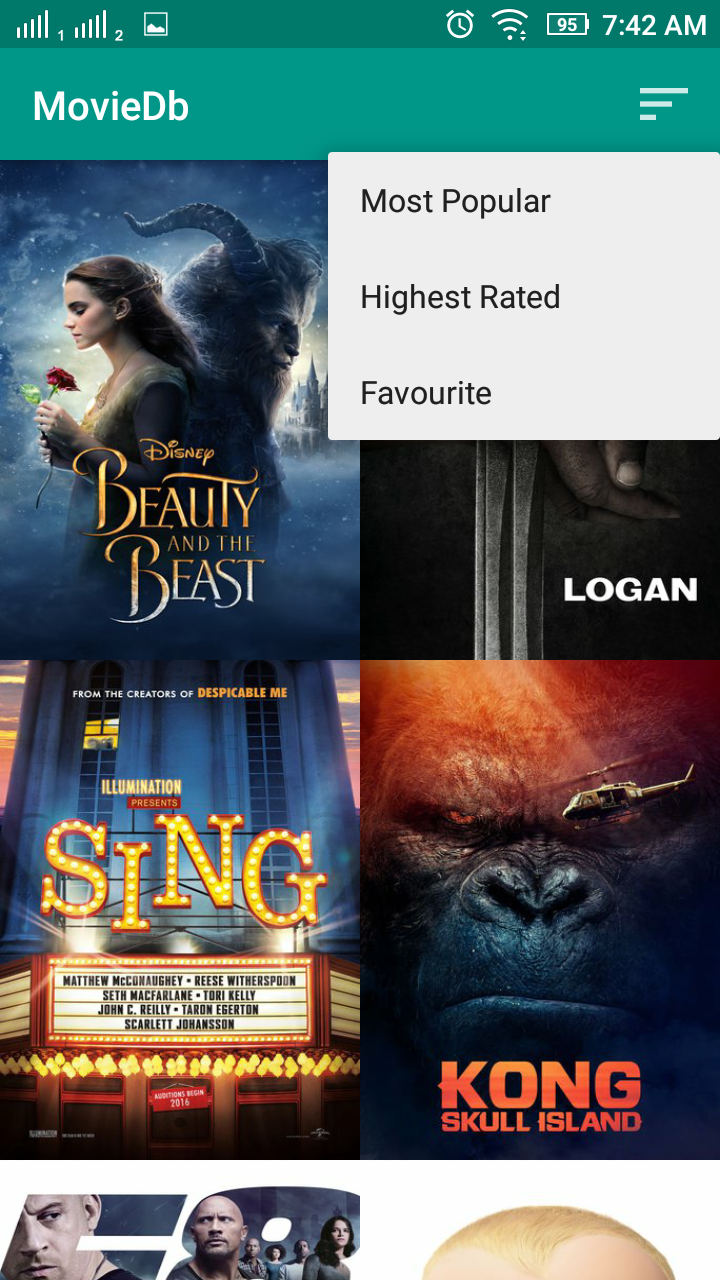 1 2 95 7:42 AM
MovieDb
Most Popular
Highest Rated
Favourite
Disney
BEAUTY
AND THE
BEAST
LOGAN
FROM THE CREATORS OF DESPICABLE ME
ILLUMINATION
PRESENTS
SING
MATTHEW McCONAUGHEY • REESE WITHERSPOON
SETH MACFARLANE • TORI KELLY
JOHN C. REILLY • TARON EGERTON
SCARLETT JOHANSSON
AUDITIONS BEGIN
2016
ILLUMINATION
KONG
SKULL ISLAND
F8